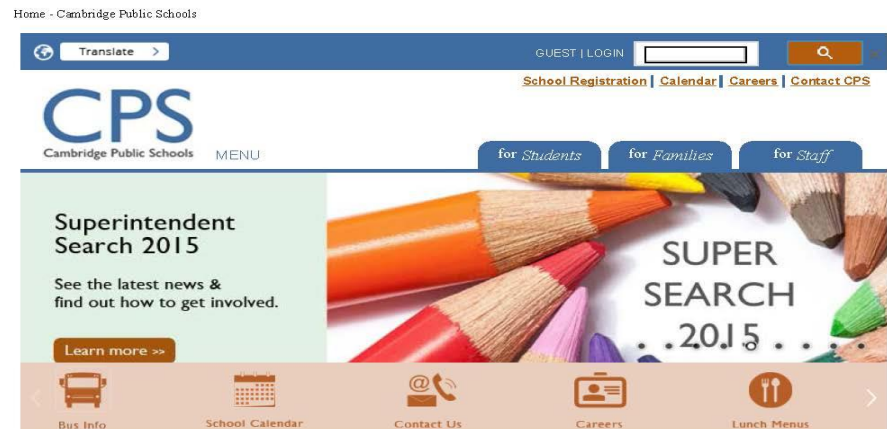 Home - Cambridge Public Schools
Translate >
GUEST | LOGIN
School Registration | Calendar | Careers | Contact CPS
CPS
Cambridge Public Schools
MENU
for Students
for Families
for Staff
Superintendent
Search 2015
See the latest news &
find out how to get involved.
Learn more >>
SUPER
SEARCH
2015
Bus Info
School Calendar
Contact Us
Careers
Lunch Menus